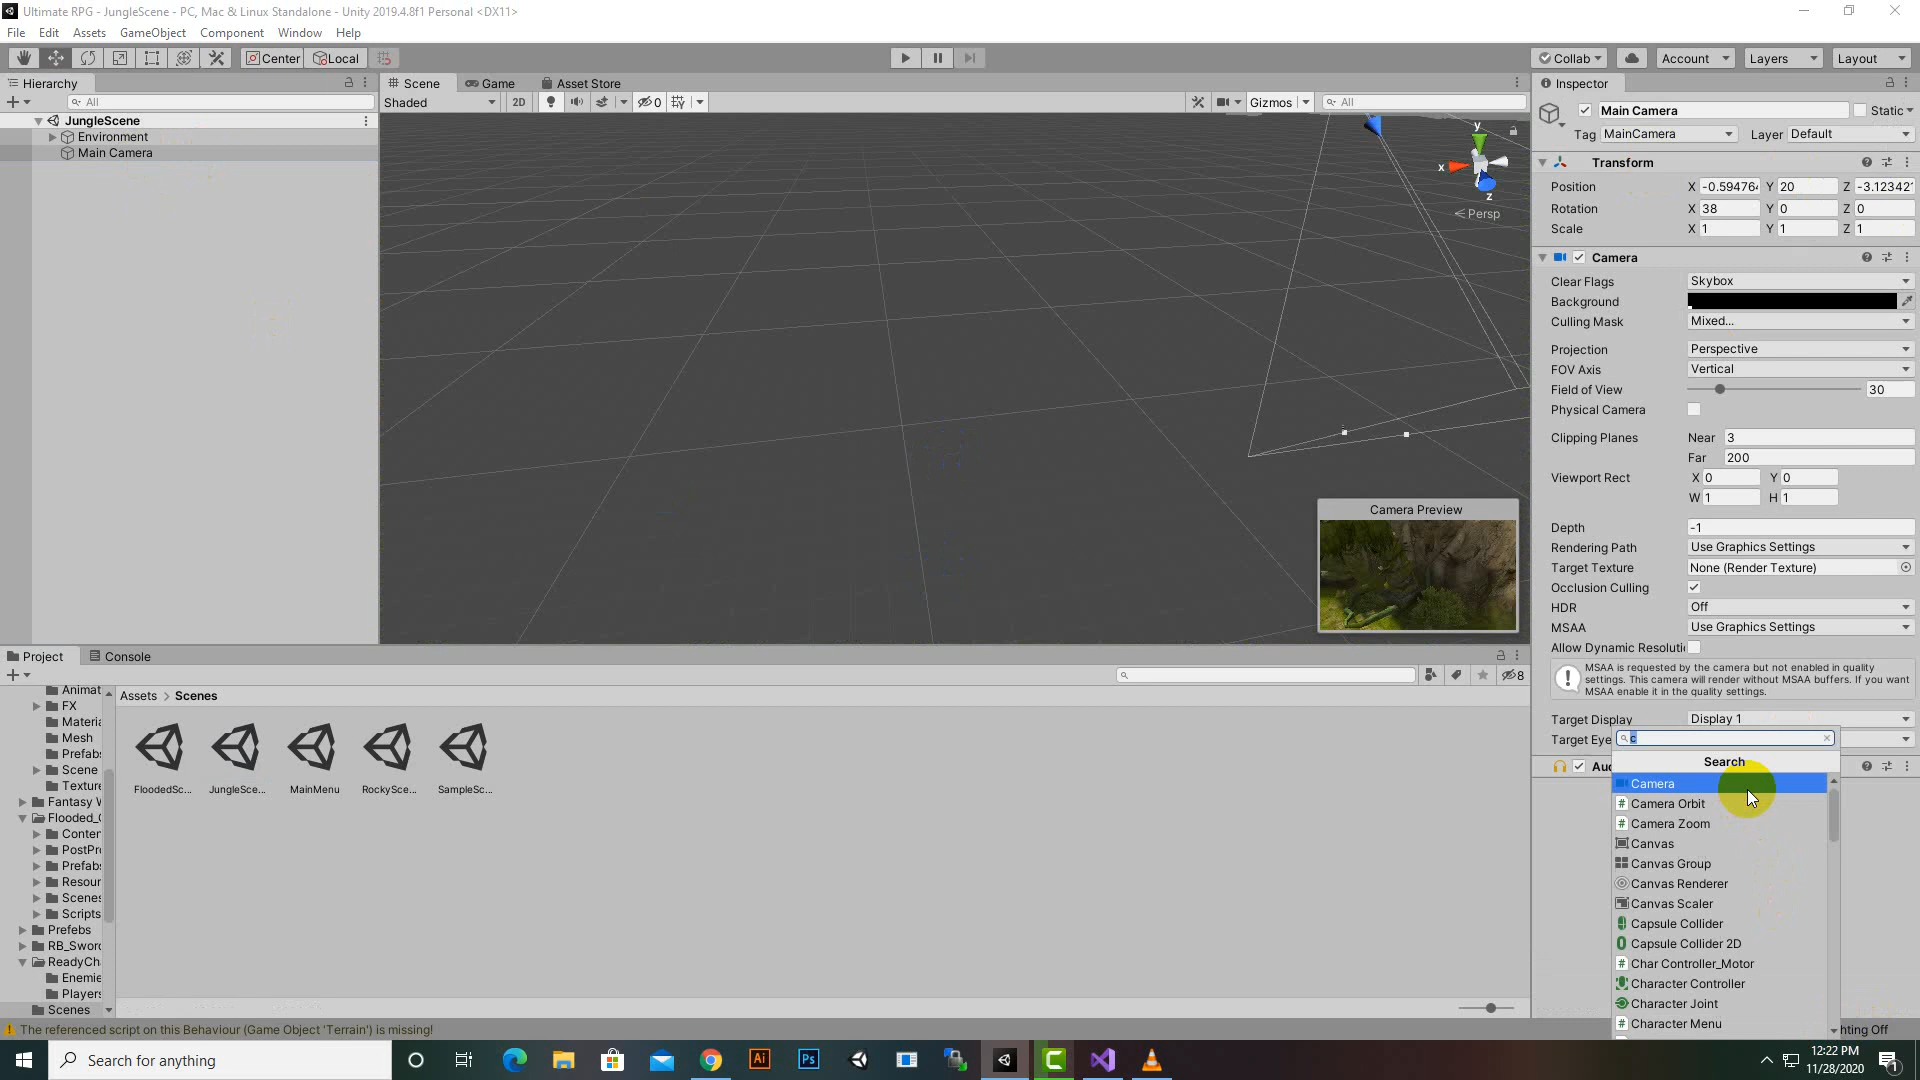 Ultimate RPG - JungleScene - PC, Mac & Linux Standalone - Unity 2019.4.8f1 Personal <DX11>
File Edit Assets GameObject Component Window Help
Center Local
Collab Account Layers Layout
Hierarchy
All
JungleScene
Environment
Main Camera
Scene Game Asset Store
Shaded 2D 0 Gizmos All
y
x
z
Persp
Camera Preview
Inspector
Main Camera Static
Tag MainCamera Layer Default
Transform
Position X -0.59476 Y 20 Z -3.12342
Rotation X 38 Y 0 Z 0
Scale X 1 Y 1 Z 1
Camera
Clear Flags Skybox
Background
Culling Mask Mixed...
Projection Perspective
FOV Axis Vertical
Field of View 30
Physical Camera
Clipping Planes Near 3
Far 200
Viewport Rect X 0 Y 0
W 1 H 1
Depth -1
Rendering Path Use Graphics Settings
Target Texture None (Render Texture)
Occlusion Culling
HDR Off
MSAA Use Graphics Settings
Allow Dynamic Resoluti
MSAA is requested by the camera but not enabled in quality
settings. This camera will render without MSAA buffers. If you want
MSAA enable it in the quality settings.
Target Display Display 1
Target Eye
Au
c
Search
Camera
Camera Orbit
Camera Zoom
Canvas
Canvas Group
Canvas Renderer
Canvas Scaler
Capsule Collider
Capsule Collider 2D
Char Controller_Motor
Character Controller
Character Joint
Character Menu
hting Off
Project Console
8
Animat
FX
Materia
Mesh
Prefabs
Scene
Texture
Fantasy W
Flooded_
Conter
PostPr
Prefabs
Resour
Scenes
Scripts
Prefebs
RB_Sword
ReadyCh
Enemie
Players
Scenes
Assets > Scenes
FloodedSc... JungleSce... MainMenu RockySce... SampleSc...
The referenced script on this Behaviour (Game Object 'Terrain') is missing!
Search for anything
Ai Ps
12:22 PM
11/28/2020
1